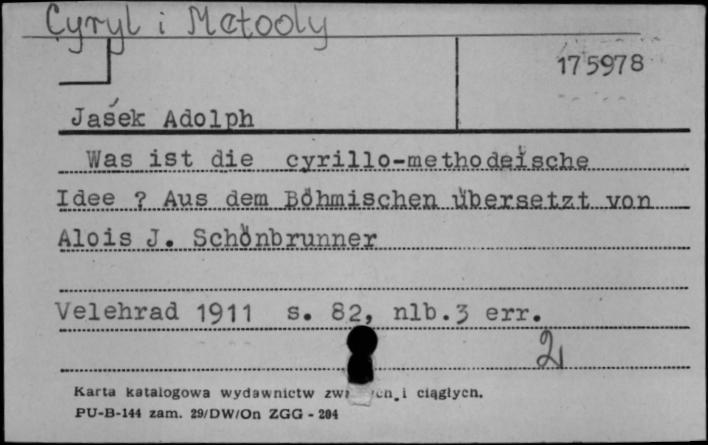 Cyryl i Metody
175978
Jaśek Adolph
Was ist die cyrillo-methodeische
Idee ? Aus dem Böhmischen übersetzt von
Alois J. Schönbrunner
Velehrad 1911 s. 82, nlb.3 err.
2
Karta katalogowa wydawnictw i ciągłych.
PU-B-144 zam. 29/DW/On ZGG - 204